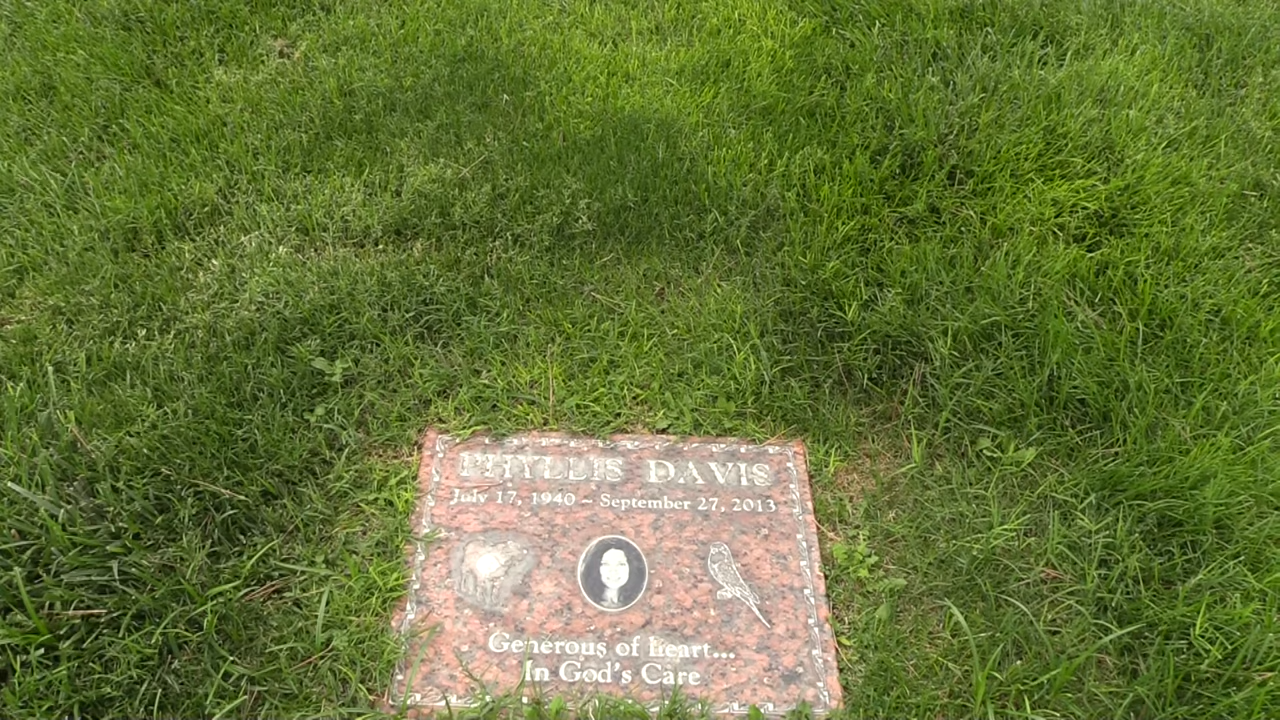 PHYLLIS DAVIS
July 17, 1940 ~ September 27, 2013
Generous of heart...
In God's Care